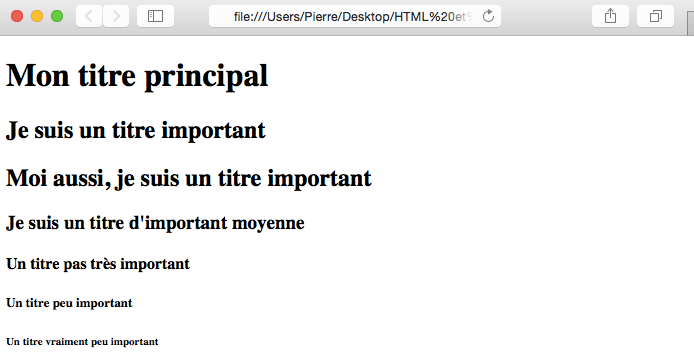 file:///Users/Pierre/Desktop/HTML%20et
Mon titre principal
Je suis un titre important
Moi aussi, je suis un titre important
Je suis un titre d'important moyenne
Un titre pas très important
Un titre peu important
Un titre vraiment peu important